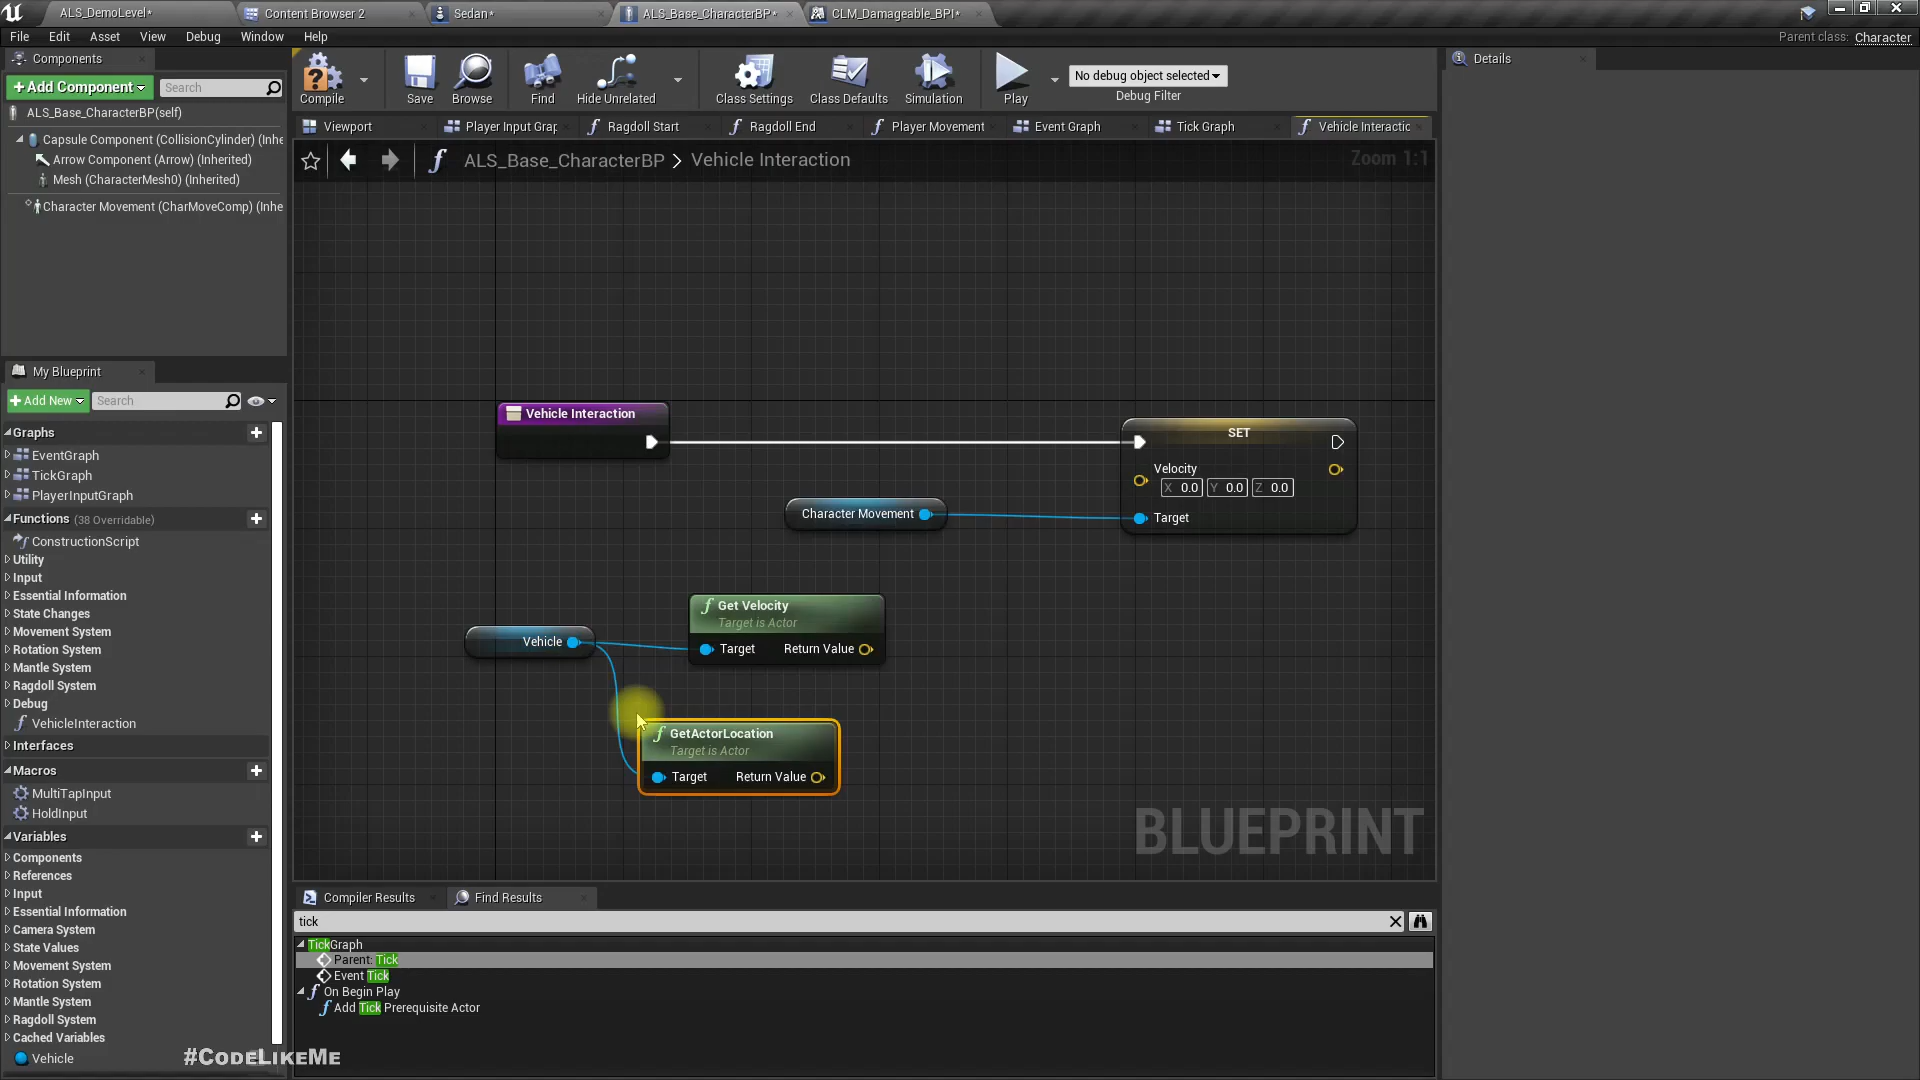 ALS_DemoLevel*
Content Browser 2
Sedan*
ALS_Base_CharacterBP*
CLM_Damageable_BPI*
File Edit Asset View Debug Window Help
Parent class: Character
Components
+Add Component
Search
ALS_Base_CharacterBP(self)
Capsule Component (CollisionCylinder) (Inhe
Arrow Component (Arrow) (Inherited)
Mesh (CharacterMesh0) (Inherited)
Character Movement (CharMoveComp) (Inhe
Compile
Save
Browse
Find
Hide Unrelated
Class Settings
Class Defaults
Simulation
Play
No debug object selected
Debug Filter
Details
Viewport
Player Input Grap
Ragdoll Start
Ragdoll End
Player Movement
Event Graph
Tick Graph
Vehicle Interactic
ALS_Base_CharacterBP > Vehicle Interaction
Zoom 1:1
My Blueprint
+Add New
Search
Graphs
EventGraph
TickGraph
PlayerInputGraph
Functions (38 Overridable)
ConstructionScript
Utility
Input
Essential Information
State Changes
Movement System
Rotation System
Mantle System
Ragdoll System
Debug
VehicleInteraction
Interfaces
Macros
MultiTapInput
HoldInput
Variables
Components
References
Input
Essential Information
Camera System
State Values
Movement System
Rotation System
Mantle System
Ragdoll System
Cached Variables
Vehicle
Vehicle Interaction
SET
Velocity
X 0.0 Y 0.0 Z 0.0
Target
Character Movement
Get Velocity
Target is Actor
Target Return Value
Vehicle
GetActorLocation
Target is Actor
Target Return Value
BLUEPRINT
Compiler Results
Find Results
tick
TickGraph
Parent: Tick
Event Tick
On Begin Play
Add Tick Prerequisite Actor
#CodeLikeMe